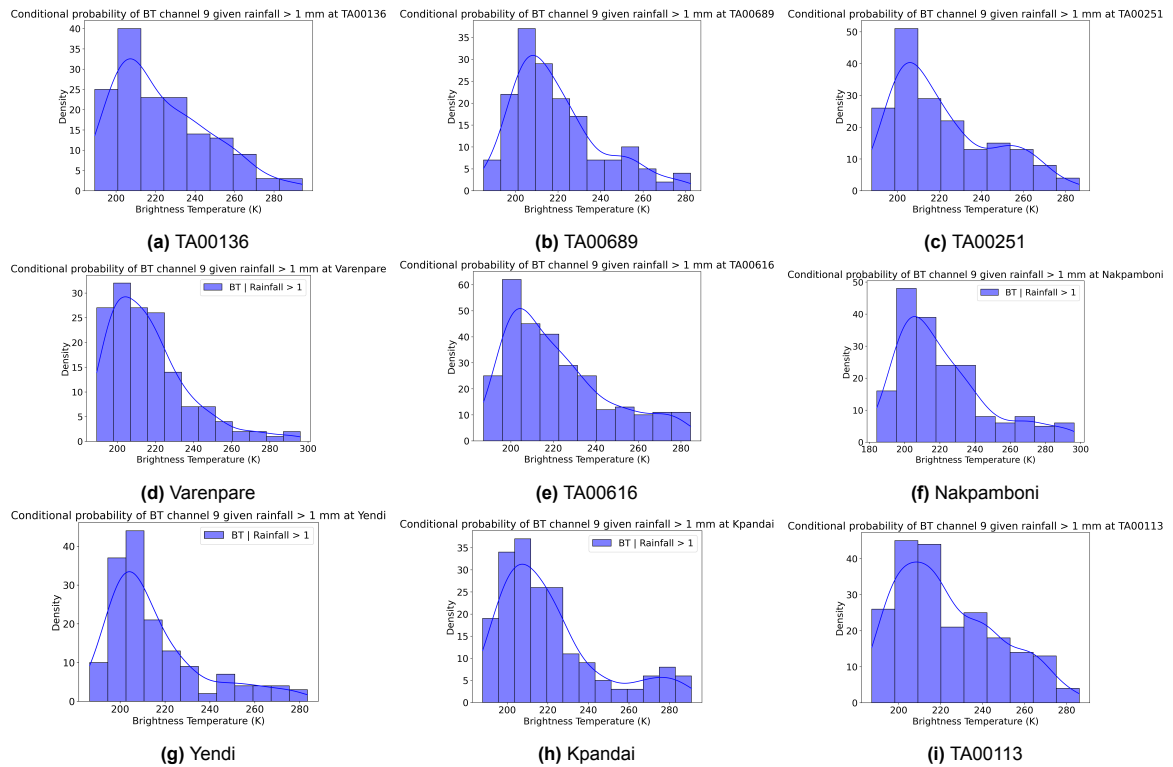 Conditional probability of BT channel 9 given rainfall > 1 mm at TA00136
40
35
30
25
20
15
10
5
0
Density
200
220
240
260
280
Brightness Temperature (K)
(a) TA00136
Conditional probability of BT channel 9 given rainfall > 1 mm at TA00689
35
30
25
20
15
10
5
0
Density
200
220
240
260
280
Brightness Temperature (K)
(b) TA00689
Conditional probability of BT channel 9 given rainfall > 1 mm at TA00251
50
40
30
20
10
0
Density
200
220
240
260
280
Brightness Temperature (K)
(c) TA00251
Conditional probability of BT channel 9 given rainfall > 1 mm at Varenpare
BT | Rainfall > 1
30
25
20
15
10
5
0
Density
200
220
240
260
280
300
Brightness Temperature (K)
(d) Varenpare
Conditional probability of BT channel 9 given rainfall > 1 mm at TA00616
60
50
40
30
20
10
0
Density
200
220
240
260
280
Brightness Temperature (K)
(e) TA00616
Conditional probability of BT channel 9 given rainfall > 1 mm at Nakpamboni
BT | Rainfall > 1
50
40
30
20
10
0
Density
180
200
220
240
260
280
300
Brightness Temperature (K)
(f) Nakpamboni
Conditional probability of BT channel 9 given rainfall > 1 mm at Yendi
BT | Rainfall > 1
40
30
20
10
0
Density
200
220
240
260
280
Brightness Temperature (K)
(g) Yendi
Conditional probability of BT channel 9 given rainfall > 1 mm at Kpandai
BT | Rainfall > 1
35
30
25
20
15
10
5
0
Density
200
220
240
260
280
Brightness Temperature (K)
(h) Kpandai
Conditional probability of BT channel 9 given rainfall > 1 mm at TA00113
40
30
20
10
0
Density
200
220
240
260
280
Brightness Temperature (K)
(i) TA00113